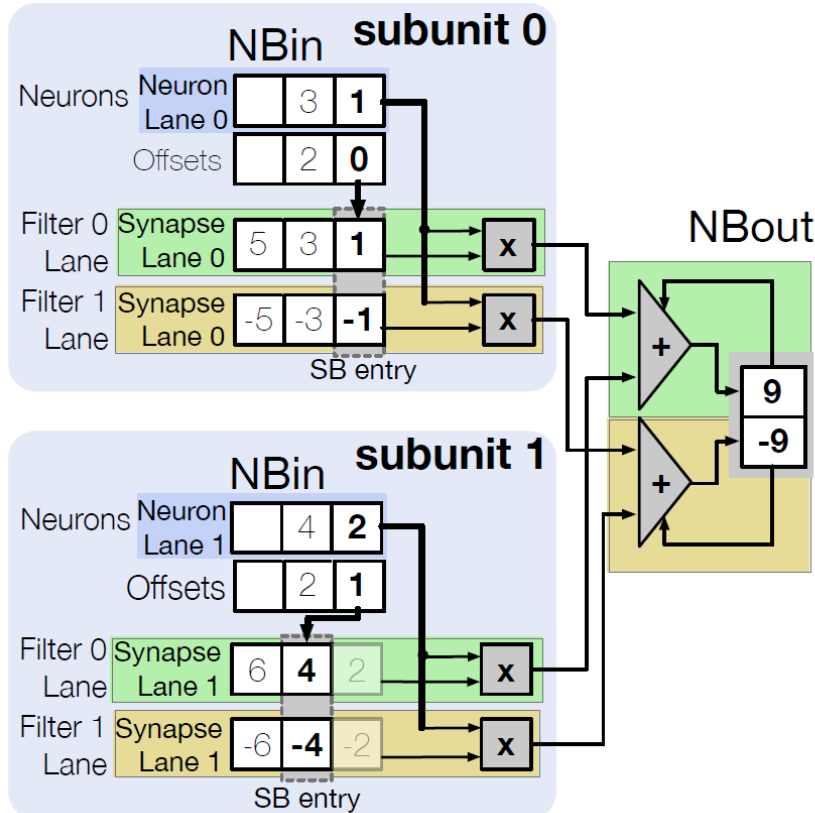 subunit 0
NBin
Neurons
Neuron
Lane 0
3 1
Offsets
2 0
Filter 0
Lane
Synapse
Lane 0
5 3 1
x
Filter 1
Lane
Synapse
Lane 0
-5 -3 -1
x
SB entry
NBout
+
9
-9
+
subunit 1
NBin
Neurons
Neuron
Lane 1
4 2
Offsets
2 1
Filter 0
Lane
Synapse
Lane 1
6 4 2
x
Filter 1
Lane
Synapse
Lane 1
-6 -4 -2
x
SB entry